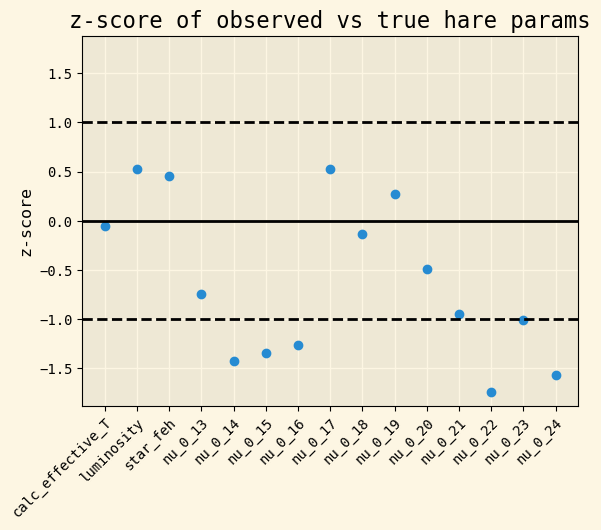 z-score of observed vs true hare params
z-score
1.5
1.0
0.5
0.0
−0.5
−1.0
−1.5
calc_effective_T
luminosity
star_feh
nu_0_13
nu_0_14
nu_0_15
nu_0_16
nu_0_17
nu_0_18
nu_0_19
nu_0_20
nu_0_21
nu_0_22
nu_0_23
nu_0_24